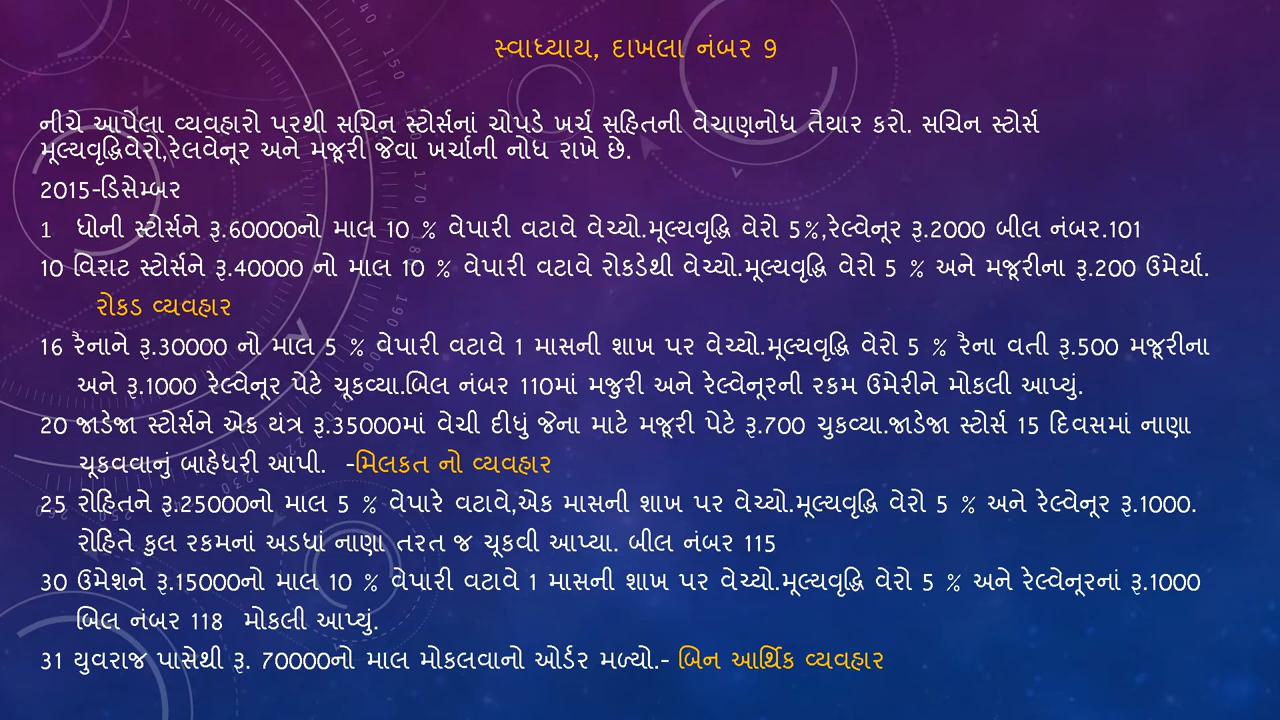 સ્વાધ્યાય, દાખલા નંબર 9
નીચે આપેલા વ્યવહારો પરથી સચિન સ્ટોર્સનાં ચોપડે ખર્ચ સહિતની વેચાણનોધ તૈયાર કરો. સચિન સ્ટોર્સ
મૂલ્યવૃદ્ધિવેરો,રેલવેનૂર અને મજૂરી જેવા ખર્ચાની નોધ રાખે છે.
2015-ડિસેમ્બર
1 ધોની સ્ટોર્સને રૂ.60000નો માલ 10 % વેપારી વટાવે વેચ્યો.મૂલ્યવૃદ્ધિ વેરો 5%,રેલ્વેનૂર રૂ.2000 બીલ નંબર.101
10 વિરાટ સ્ટોર્સને રૂ.40000 નો માલ 10 % વેપારી વટાવે રોકડેથી વેચ્યો.મૂલ્યવૃદ્ધિ વેરો 5 % અને મજૂરીના રૂ.200 ઉમેર્યા.
રોકડ વ્યવહાર
16 રૈનાને રૂ.30000 નો માલ 5 % વેપારી વટાવે 1 માસની શાખ પર વેચ્યો.મૂલ્યવૃદ્ધિ વેરો 5 % રૈના વતી રૂ.500 મજૂરીના
અને રૂ.1000 રેલ્વેનૂર પેટે ચૂકવ્યા..બિલ નંબર 110માં મજુરી અને રેલ્વેનૂરની રકમ ઉમેરીને મોકલી આપ્યું.
20 જાડેજા સ્ટોર્સને એક યંત્ર રૂ.35000માં વેચી દીધું જેના માટે મજૂરી પેટે રૂ.700 ચુકવ્યા.જાડેજા સ્ટોર્સ 15 દિવસમાં નાણા
ચૂકવવાનું બાહેધરી આપી. -મિલકત નો વ્યવહાર
25 રોહિતને રૂ.25000નો માલ 5 % વેપારે વટાવે,એક માસની શાખ પર વેચ્યો.મૂલ્યવૃદ્ધિ વેરો 5 % અને રેલ્વેનૂર રૂ.1000.
રોહિતે કુલ રકમનાં અડધાં નાણા તરત જ ચૂકવી આપ્યા. બીલ નંબર 115
30 ઉમેશને રૂ.15000નો માલ 10 % વેપારી વટાવે 1 માસની શાખ પર વેચ્યો.મૂલ્યવૃદ્ધિ વેરો 5 % અને રેલ્વેનૂરનાં રૂ.1000
બિલ નંબર 118 મોકલી આપ્યું.
31 યુવરાજ પાસેથી રૂ. 70000નો માલ મોકલવાનો ઓર્ડર મળ્યો.- બિન આર્થિક વ્યવહાર